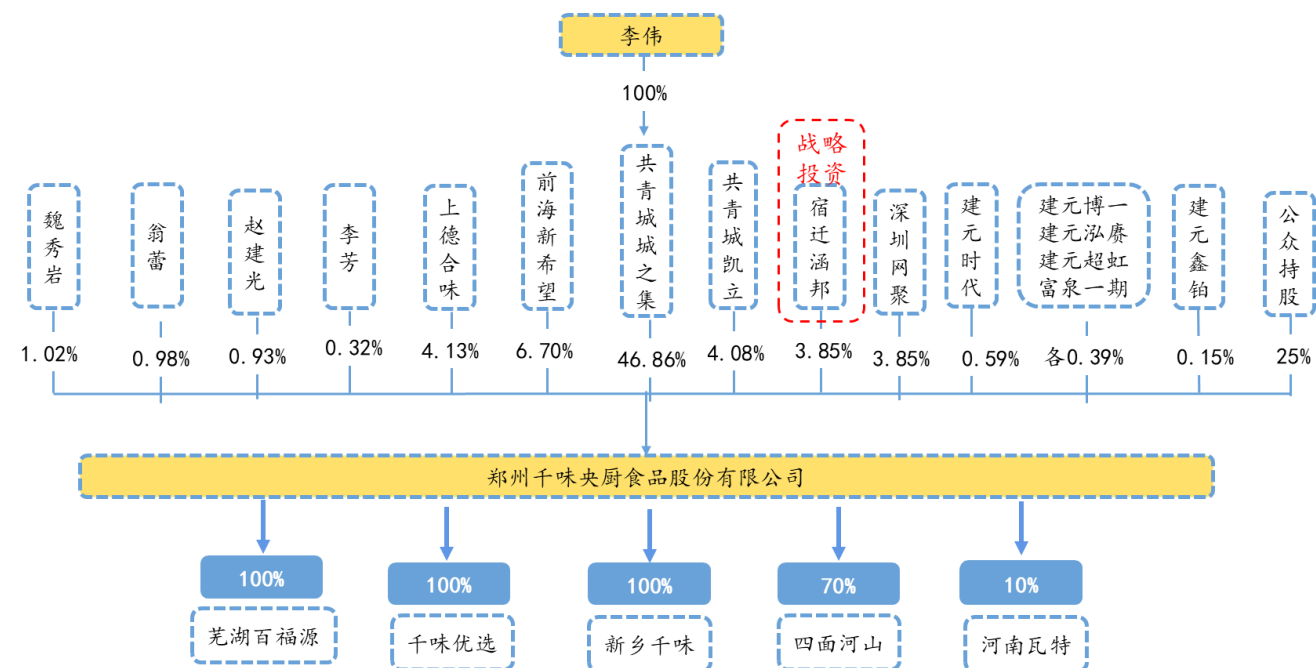 李伟
100%
战略
投资
魏秀岩
翁蕾
赵建光
李芳
上德合味
前海新希望
共青城城之集
共青城凯立
宿迁涵邦
深圳网聚
建元时代
建元博一
建元泓赓
建元超虹
富泉一期
建元鑫铂
公众持股
1.02%
0.98%
0.93%
0.32%
4.13%
6.70%
46.86%
4.08%
3.85%
3.85%
0.59%
各0.39%
0.15%
25%
郑州千味央厨食品股份有限公司
100%
100%
100%
70%
10%
芜湖百福源
千味优选
新乡千味
四面河山
河南瓦特